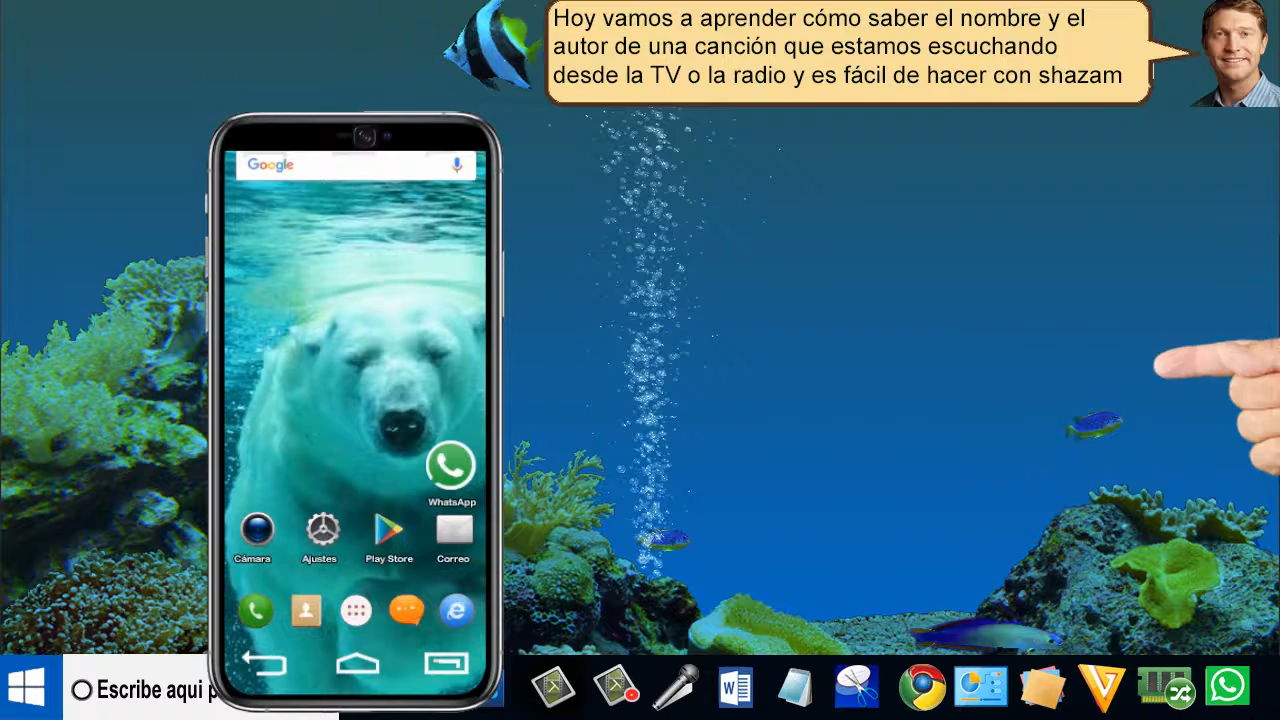 Hoy vamos a aprender cómo saber el nombre y el
autor de una canción que estamos escuchando
desde la TV o la radio y es fácil de hacer con shazam
Google
WhatsApp
Cámara
Ajustes
Play Store
Correo
Escribe aqui p